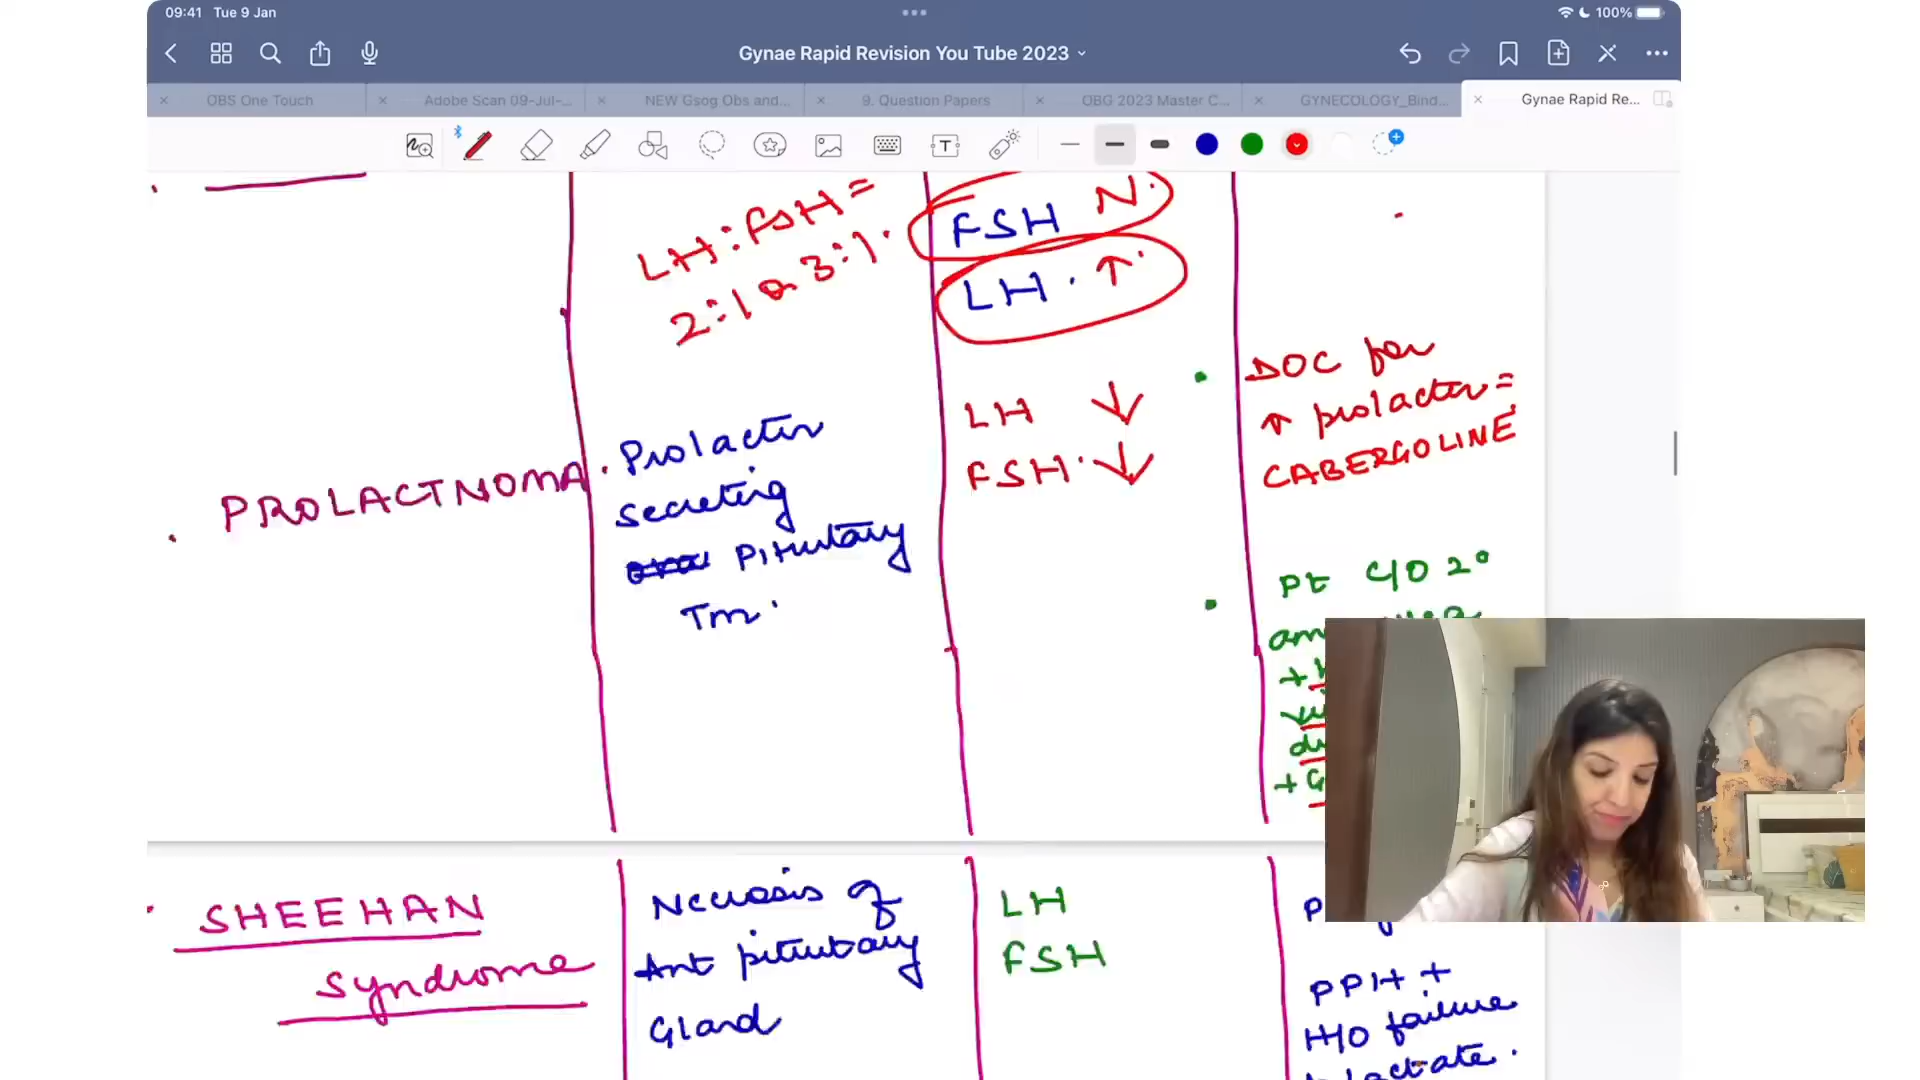 09:41 Tue 9 Jan
100%
Gynae Rapid Revision You Tube 2023
OBS One Touch
Adobe Scan 09-Jul-...
NEW Gsog Obs and...
9. Question Papers
OBG 2023 Master C...
GYNECOLOGY_Bind...
Gynae Rapid Re...
LH:FSH =
2:1 or 3:1.
FSH N.
LH. ↑.
PROLACTNOMA
. Prolactin
Secreting
Pituitary
Tm.
LH ↓
FSH. ↓
DOC for
↑ prolactin =
CABERGOLINE
Pt C/O 2°
SHEEHAN
Syndrome
Necrosis of
Ant pituitary
Gland
LH
FSH
PPH +
H/O failure
lactate.